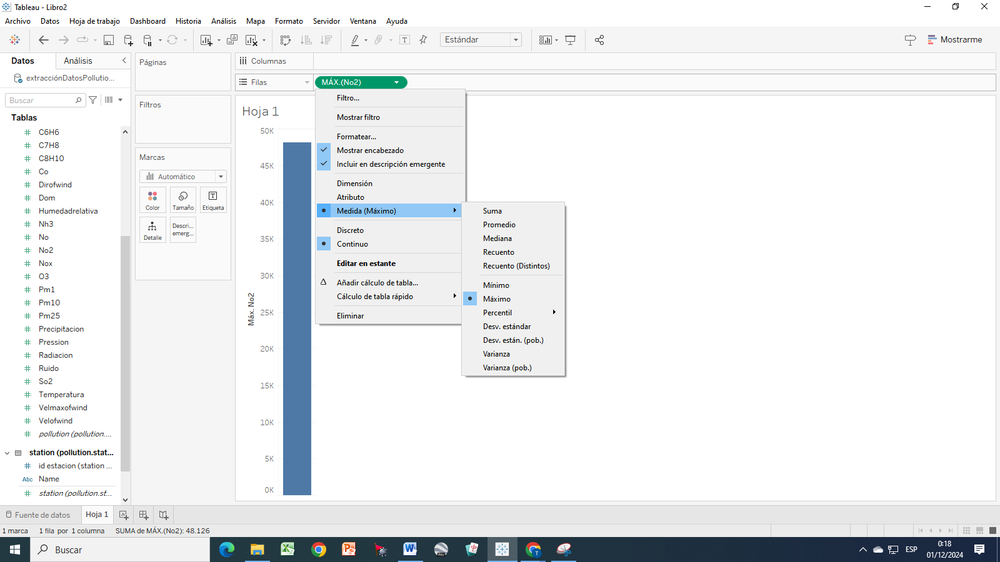 Tableau - Libro2
Archivo Datos Hoja de trabajo Dashboard Historia Análisis Mapa Formato Servidor Ventana Ayuda
Estándar
Mostrarme
Datos Análisis
extracciónDatosPollutio...
Buscar
Tablas
C6H6
C7H8
C8H10
Co
Dirofwind
Dom
Humedadrelativa
Nh3
No
No2
Nox
O3
Pm1
Pm10
Pm25
Precipitacion
Pression
Radiacion
Ruido
So2
Temperatura
Velmaxofwind
Velofwind
pollution (pollution....
station (pollution.stat...
id estacion (station ...
Abc Name
station (pollution.st...
Páginas
Filtros
Marcas
Automático
Color Tamaño Etiqueta
Detalle
Descri...
emerg...
Columnas
Filas MÁX.(No2)
Hoja 1
50K
45K
40K
35K
30K
25K
20K
15K
10K
5K
0K
Máx. No2
Filtro...
Mostrar filtro
Formatear...
Mostrar encabezado
Incluir en descripción emergente
Dimensión
Atributo
Medida (Máximo)
Discreto
Continuo
Editar en estante
Añadir cálculo de tabla...
Cálculo de tabla rápido
Eliminar
Suma
Promedio
Mediana
Recuento
Recuento (Distintos)
Mínimo
Máximo
Percentil
Desv. estándar
Desv. están. (pob.)
Varianza
Varianza (pob.)
Fuente de datos Hoja 1
1 marca 1 fila por 1 columna SUMA de MÁX.(No2): 48.126
Buscar
ESP
0:18
01/12/2024